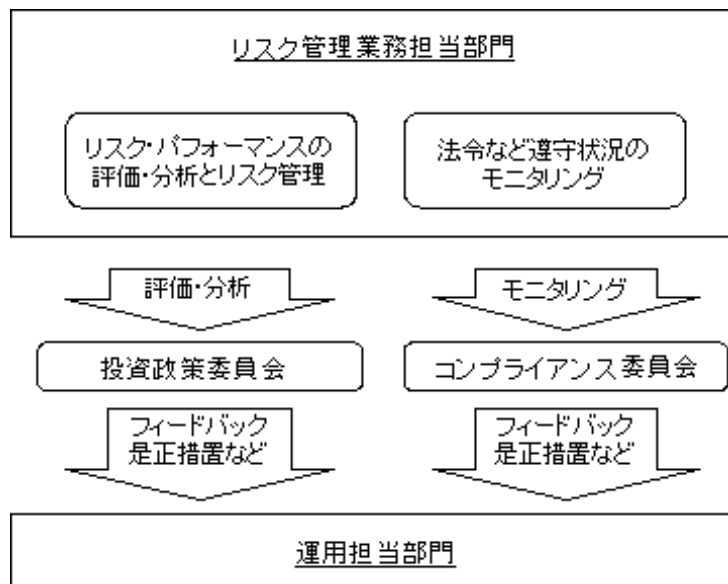 リスク管理業務担当部門
リスク・パフォーマンスの
評価・分析とリスク管理
法令など遵守状況の
モニタリング
評価・分析
モニタリング
投資政策委員会
コンプライアンス委員会
フィードバック
是正措置など
フィードバック
是正措置など
運用担当部門